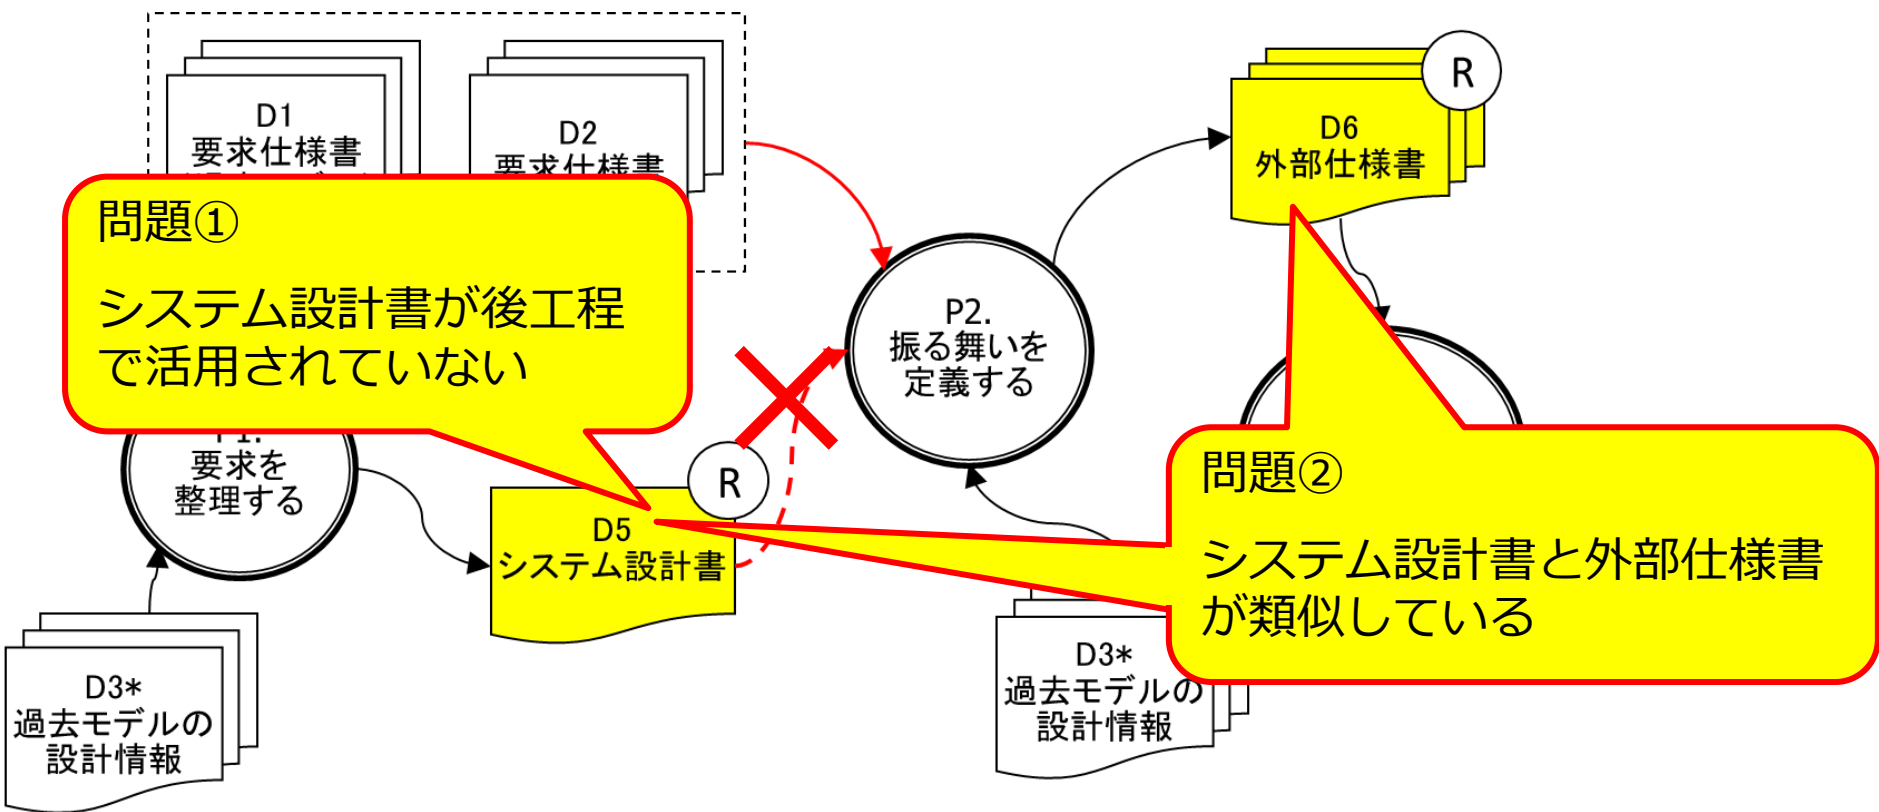 D1
要求仕様書
D2
要求仕様書
R
D6
外部仕様書
問題①
システム設計書が後工程
で活用されていない
P2.
振る舞いを
定義する
P1.
要求を
整理する
R
D5
システム設計書
問題②
システム設計書と外部仕様書
が類似している
D3*
過去モデルの
設計情報
D3*
過去モデルの
設計情報